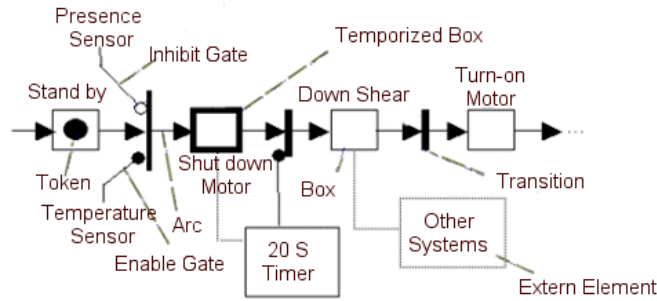 Presence
Sensor
Inhibit Gate
Temporized Box
Stand by
Down Shear
Turn-on
Motor
Token
Shut down
Motor
Temperature
Sensor
Arc
Box
Transition
Enable Gate
20 S
Timer
Other
Systems
Extern Element